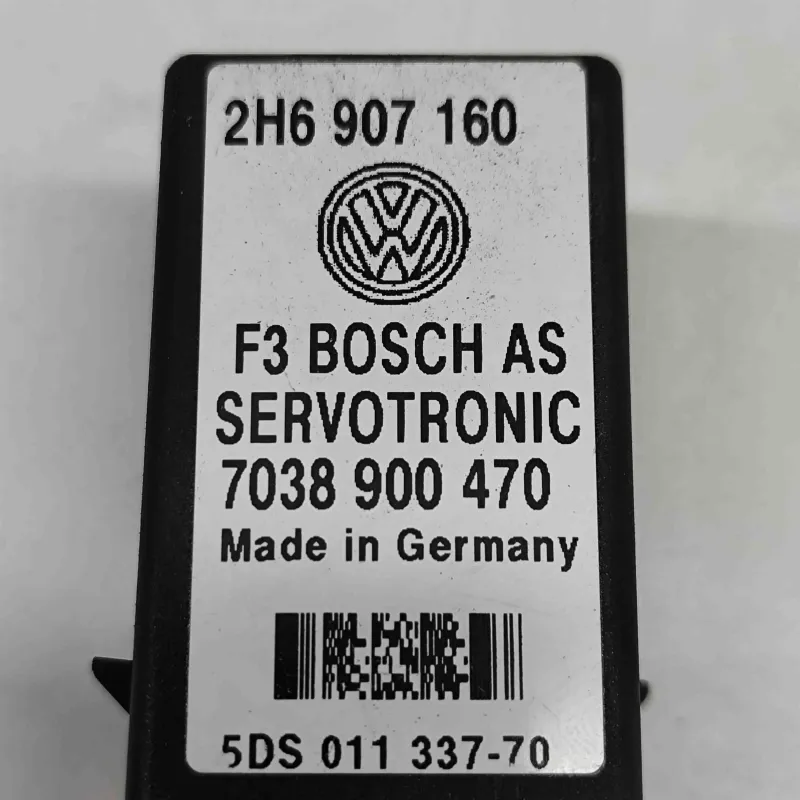 2H6 907 160
F3 BOSCH AS
SERVOTRONIC
7038 900 470
Made in Germany
5DS 011 337-70